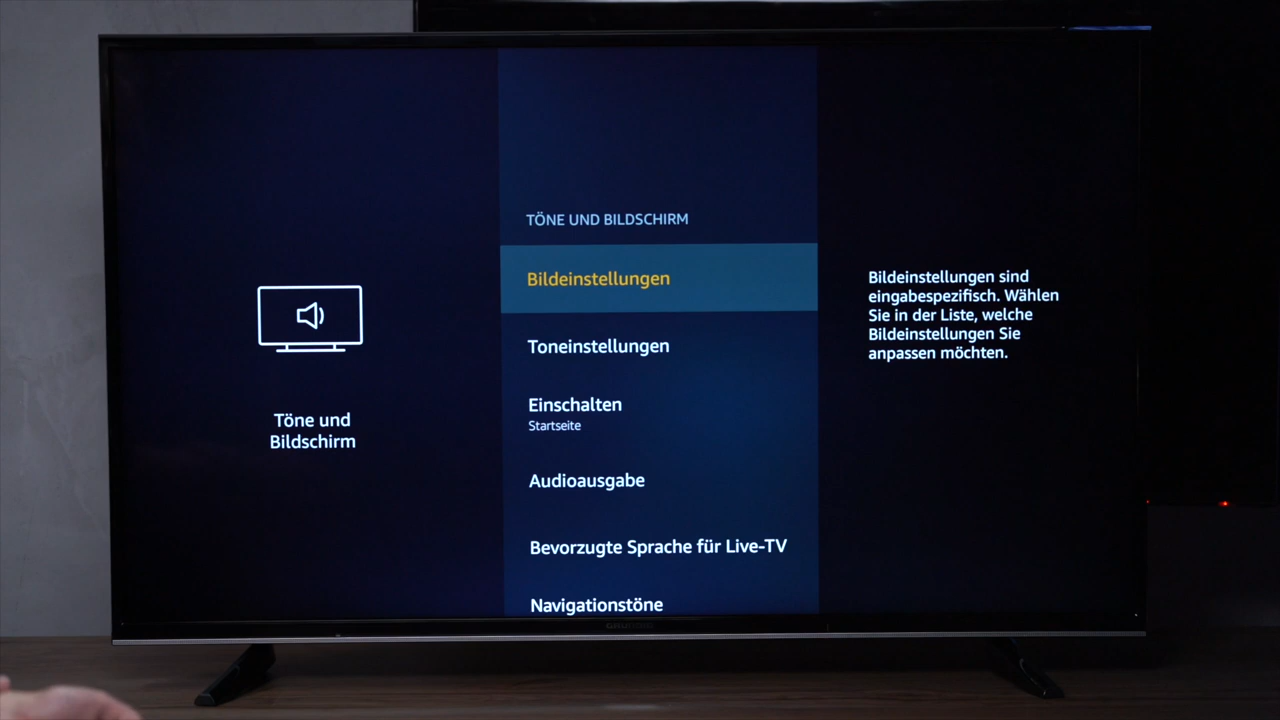 TÖNE UND BILDSCHIRM
Bildeinstellungen
Toneinstellungen
Einschalten
Startseite
Audioausgabe
Bevorzugte Sprache für Live-TV
Navigationstöne
Töne und
Bildschirm
Bildeinstellungen sind
eingabespezifisch. Wählen
Sie in der Liste, welche
Bildeinstellungen Sie
anpassen möchten.
GRUNDIG